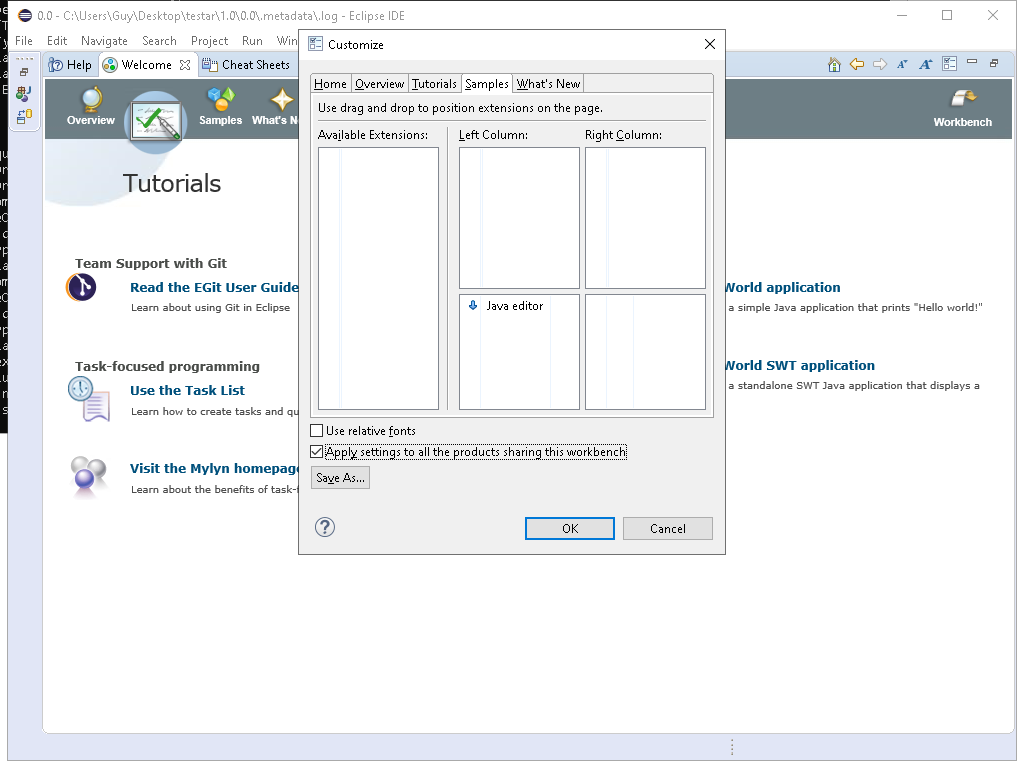 0.0 - C:\Users\Guy\Desktop\testar\1.0\0.0\.metadata\.log - Eclipse IDE
File Edit Navigate Search Project Run Win
Customize
Help Welcome Cheat Sheets
Home Overview Tutorials Samples What's New
Overview Samples What's N Workbench
Use drag and drop to position extensions on the page.
Available Extensions: Left Column: Right Column:
Tutorials
Team Support with Git
Read the EGit User Guide World application
Learn about using Git in Eclipse a simple Java application that prints "Hello world!"
Java editor
Task-focused programming World SWT application
Use the Task List a standalone SWT Java application that displays a
Learn how to create tasks and qu
Use relative fonts
Apply settings to all the products sharing this workbench
Visit the Mylyn homepage
Save As...
Learn about the benefits of task-f
OK Cancel